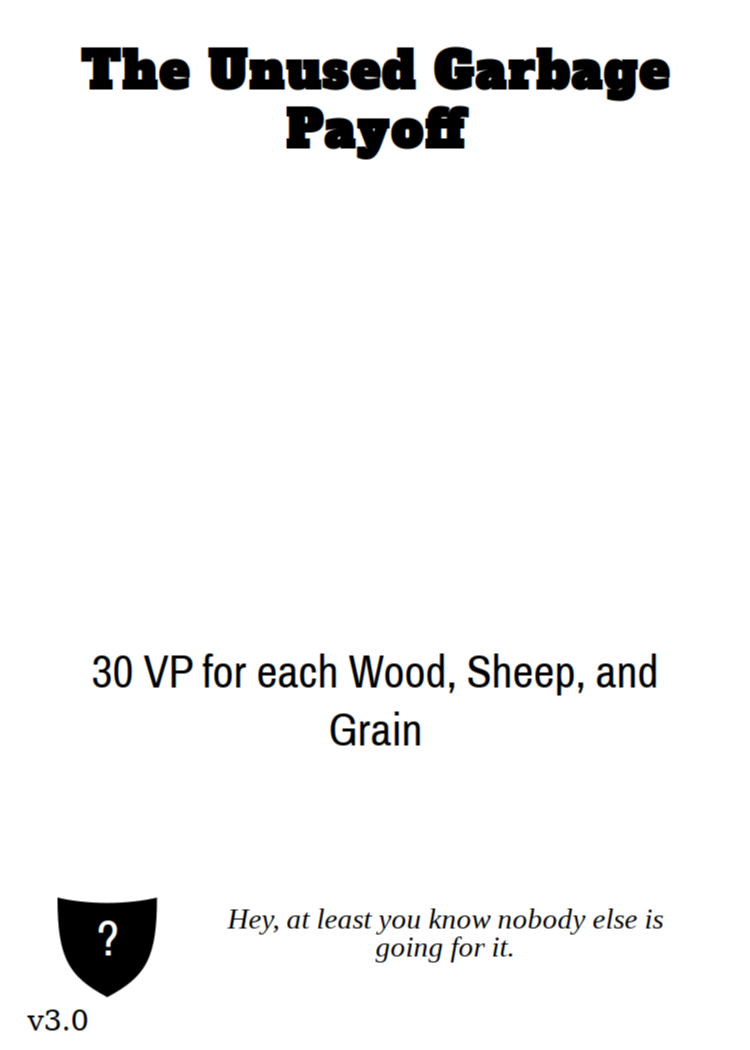 The Unused Garbage
Payoff
30 VP for each Wood, Sheep, and
Grain
?
Hey, at least you know nobody else is
going for it.
v3.0